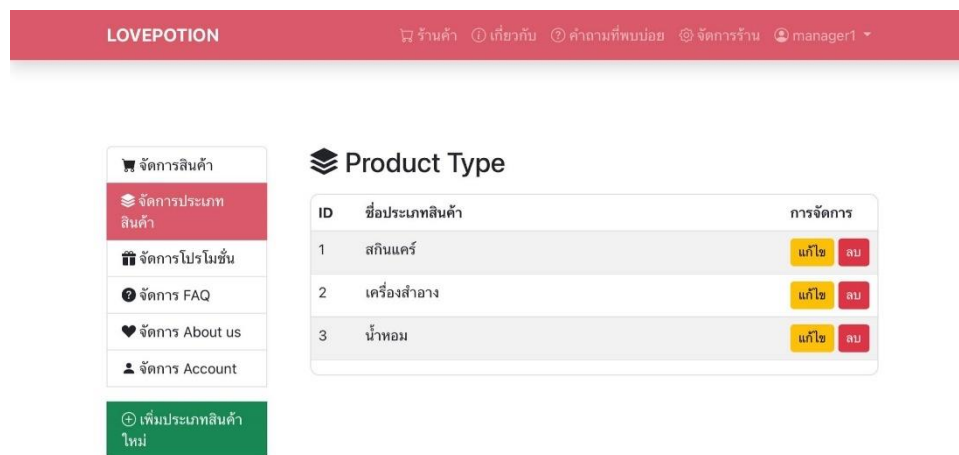 LOVEPOTION ร้านค้า เกี่ยวกับ คำถามที่พบบ่อย จัดการร้าน manager1
จัดการสินค้า
จัดการประเภท
สินค้า
จัดการโปรโมชั่น
จัดการ FAQ
จัดการ About us
จัดการ Account
เพิ่มประเภทสินค้า
ใหม่
Product Type
ID ชื่อประเภทสินค้า การจัดการ
1 สกินแคร์ แก้ไข ลบ
2 เครื่องสำอาง แก้ไข ลบ
3 น้ำหอม แก้ไข ลบ